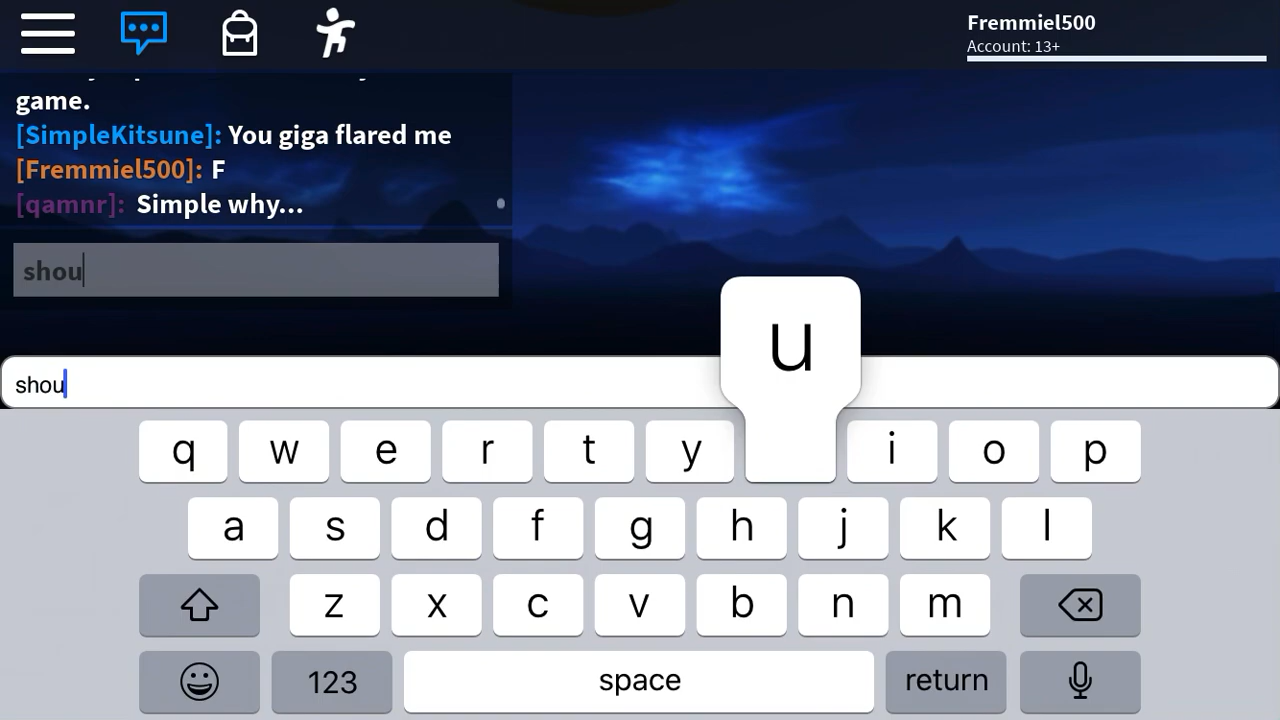 Fremmiel500
Account: 13+
game.
[SimpleKitsune]: You giga flared me
[Fremmiel500]: F
[qamnr]: Simple why...
shou
shou
u
q w e r t y i o p
a s d f g h j k l
z x c v b n m
123 space return